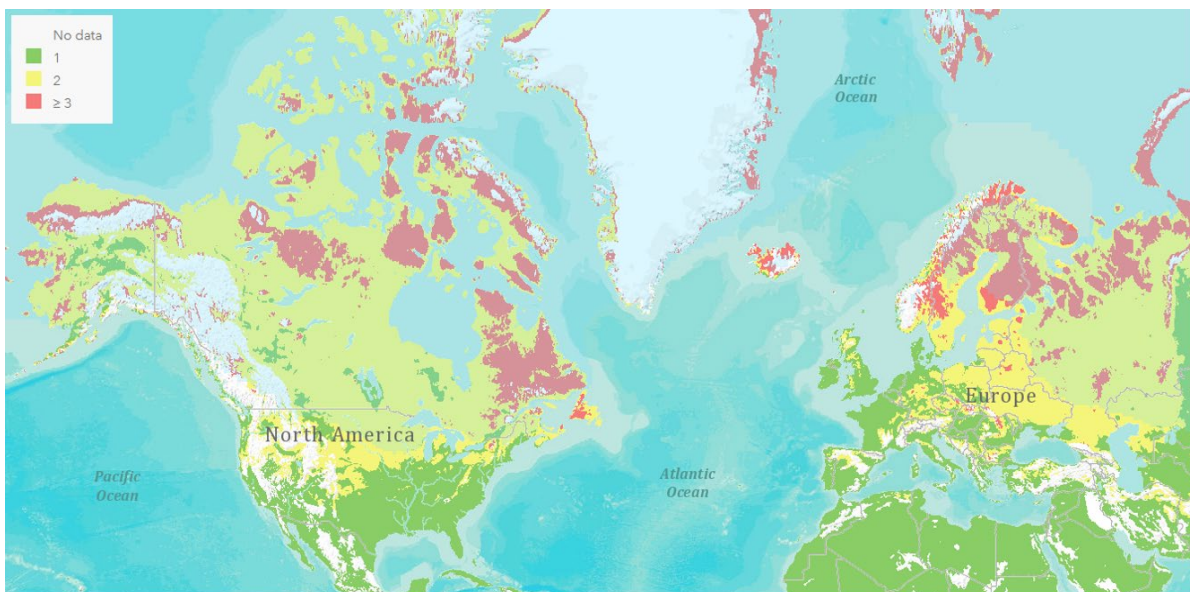 No data
1
2
≥ 3
Arctic
Ocean
Europe
North America
Pacific
Ocean
Atlantic
Ocean